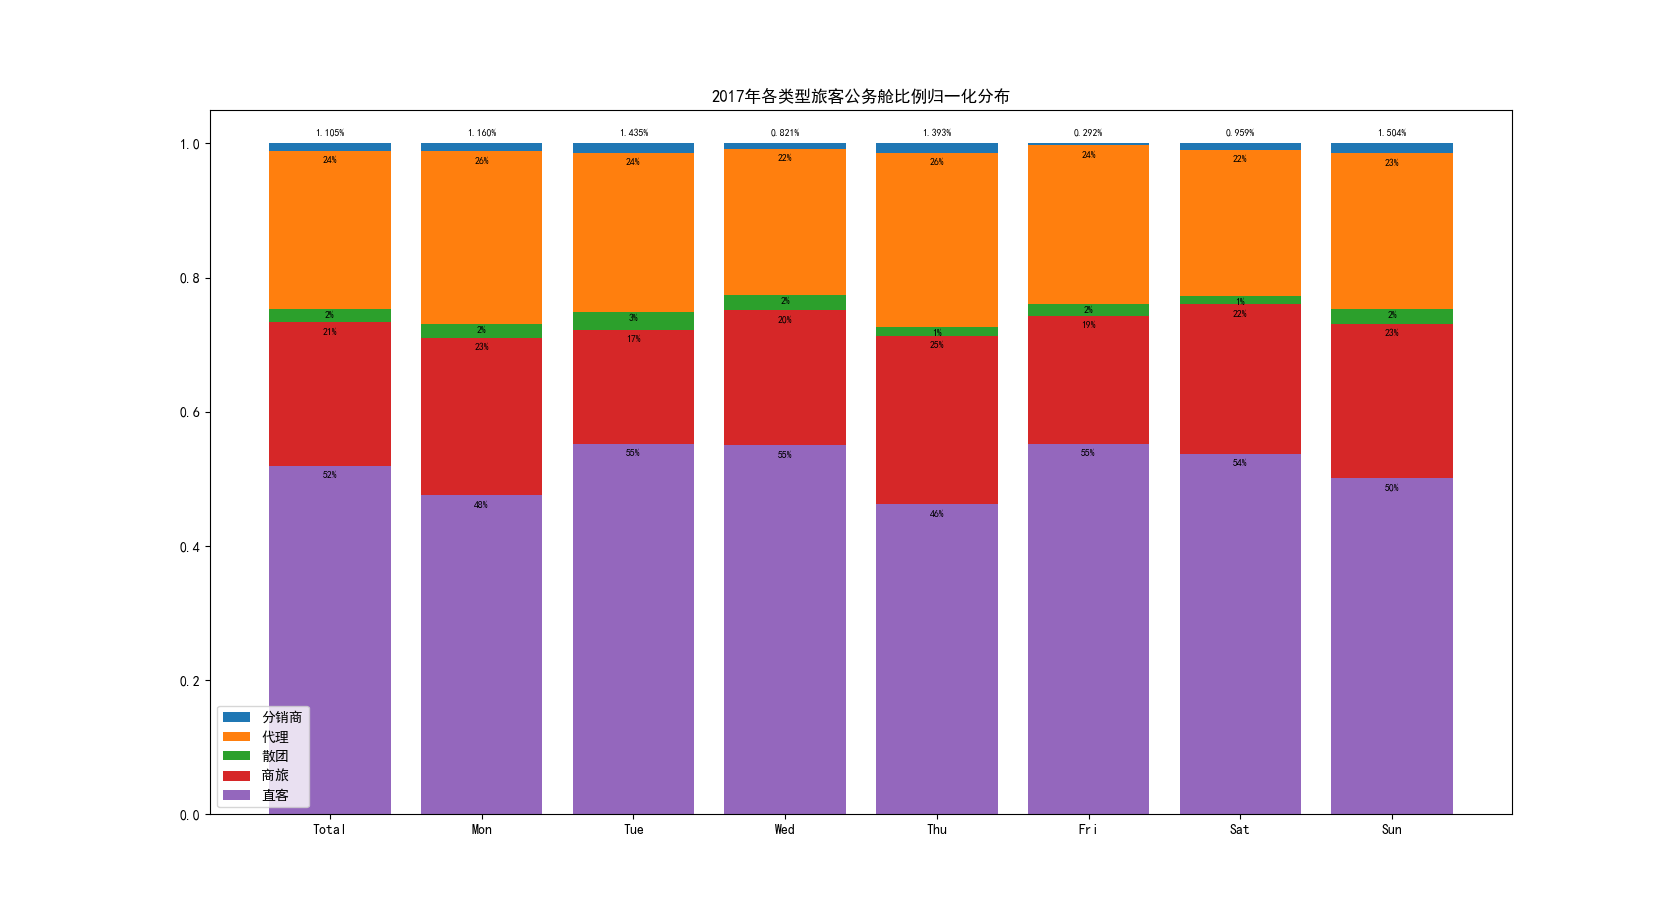 2017年各类型旅客公务舱比例归一化分布
1.105% 1.160% 1.435% 0.821% 1.393% 0.292% 0.959% 1.504%
1.0
24% 26% 24% 22% 26% 24% 22% 23%
0.8
2% 2% 3% 2% 1% 2% 1% 2%
21% 23% 17% 20% 25% 19% 22% 23%
0.6
52% 48% 55% 55% 46% 55% 54% 50%
0.4
0.2
分销商
代理
散团
商旅
直客
0.0
Total Mon Tue Wed Thu Fri Sat Sun